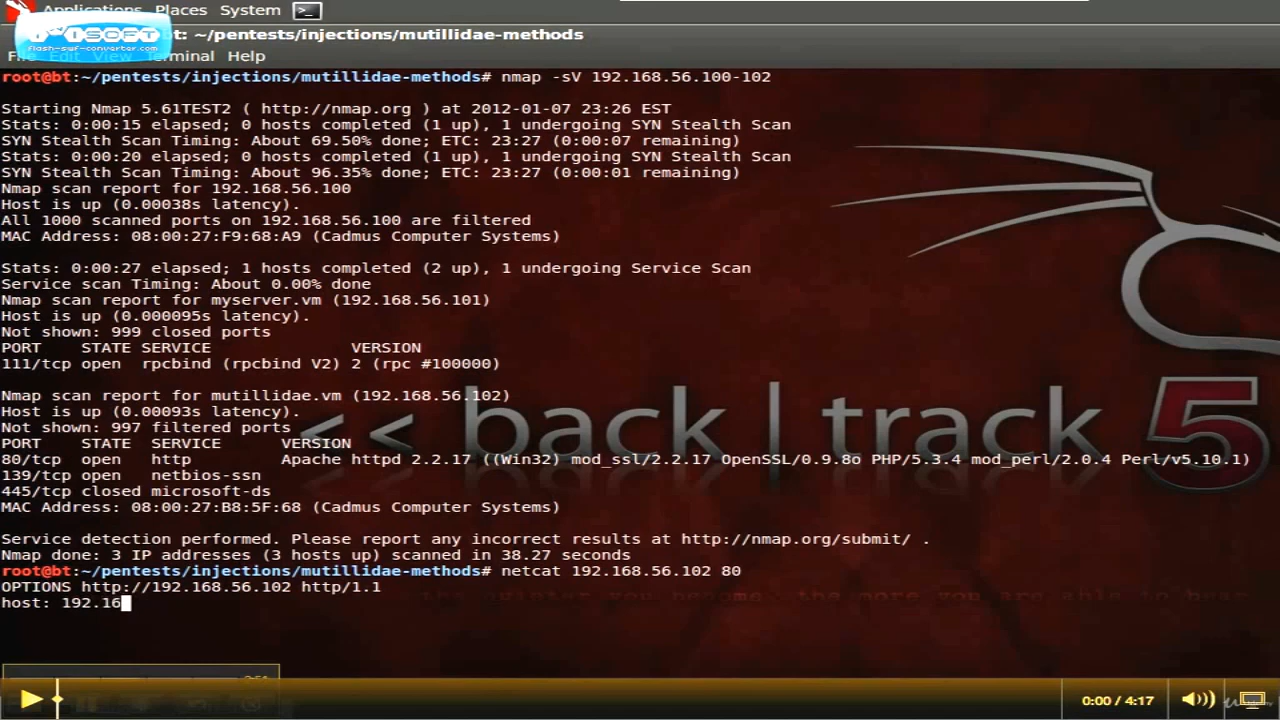 Applications Places System
flash-swf-converter.com
t: ~/pentests/injections/mutillidae-methods
File Edit View Terminal Help
root@bt:~/pentests/injections/mutillidae-methods# nmap -sV 192.168.56.100-102
Starting Nmap 5.61TEST2 ( http://nmap.org ) at 2012-01-07 23:26 EST
Stats: 0:00:15 elapsed; 0 hosts completed (1 up), 1 undergoing SYN Stealth Scan
SYN Stealth Scan Timing: About 69.50% done; ETC: 23:27 (0:00:07 remaining)
Stats: 0:00:20 elapsed; 0 hosts completed (1 up), 1 undergoing SYN Stealth Scan
SYN Stealth Scan Timing: About 96.35% done; ETC: 23:27 (0:00:01 remaining)
Nmap scan report for 192.168.56.100
Host is up (0.00038s latency).
All 1000 scanned ports on 192.168.56.100 are filtered
MAC Address: 08:00:27:F9:68:A9 (Cadmus Computer Systems)
Stats: 0:00:27 elapsed; 1 hosts completed (2 up), 1 undergoing Service Scan
Service scan Timing: About 0.00% done
Nmap scan report for myserver.vm (192.168.56.101)
Host is up (0.000095s latency).
Not shown: 999 closed ports
PORT STATE SERVICE VERSION
111/tcp open rpcbind (rpcbind V2) 2 (rpc #100000)
Nmap scan report for mutillidae.vm (192.168.56.102)
Host is up (0.00093s latency).
Not shown: 997 filtered ports
PORT STATE SERVICE VERSION
80/tcp open http Apache httpd 2.2.17 ((Win32) mod_ssl/2.2.17 OpenSSL/0.9.8o PHP/5.3.4 mod_perl/2.0.4 Perl/v5.10.1)
139/tcp open netbios-ssn
445/tcp closed microsoft-ds
MAC Address: 08:00:27:B8:5F:68 (Cadmus Computer Systems)
<< back | track 5
Service detection performed. Please report any incorrect results at http://nmap.org/submit/ .
Nmap done: 3 IP addresses (3 hosts up) scanned in 38.27 seconds
root@bt:~/pentests/injections/mutillidae-methods# netcat 192.168.56.102 80
OPTIONS http://192.168.56.102 http/1.1
host: 192.16
the quieter you become, the more you are able to hear
0:00 / 4:17